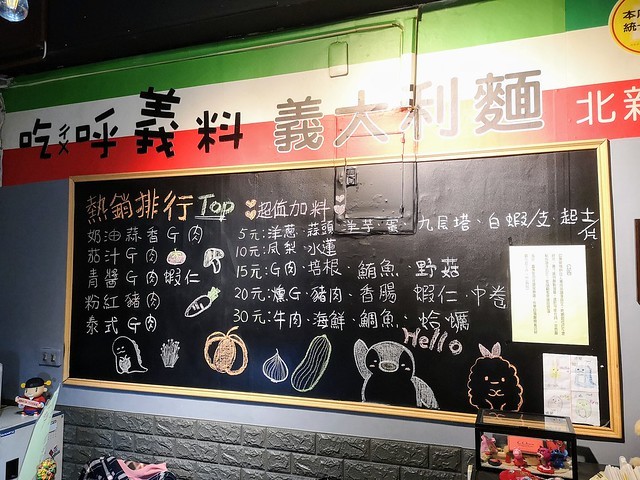 吃ㄔ呼義料 義大利麵 北新
熱銷排行Top
奶油蒜香G肉
茄汁G肉
青醬G肉蝦仁
粉紅豬肉
泰式G肉
超值加料
5元:洋蔥、蒜頭、筍芋、蛋、九层塔、白蝦/支、起士/片
10元:鳳梨、水蓮
15元:G肉、培根、鮪魚、野菇
20元:燻G、豬肉、香腸、蝦仁、中卷
30元:牛肉、海鮮、鯛魚、蛤蠣
Hello